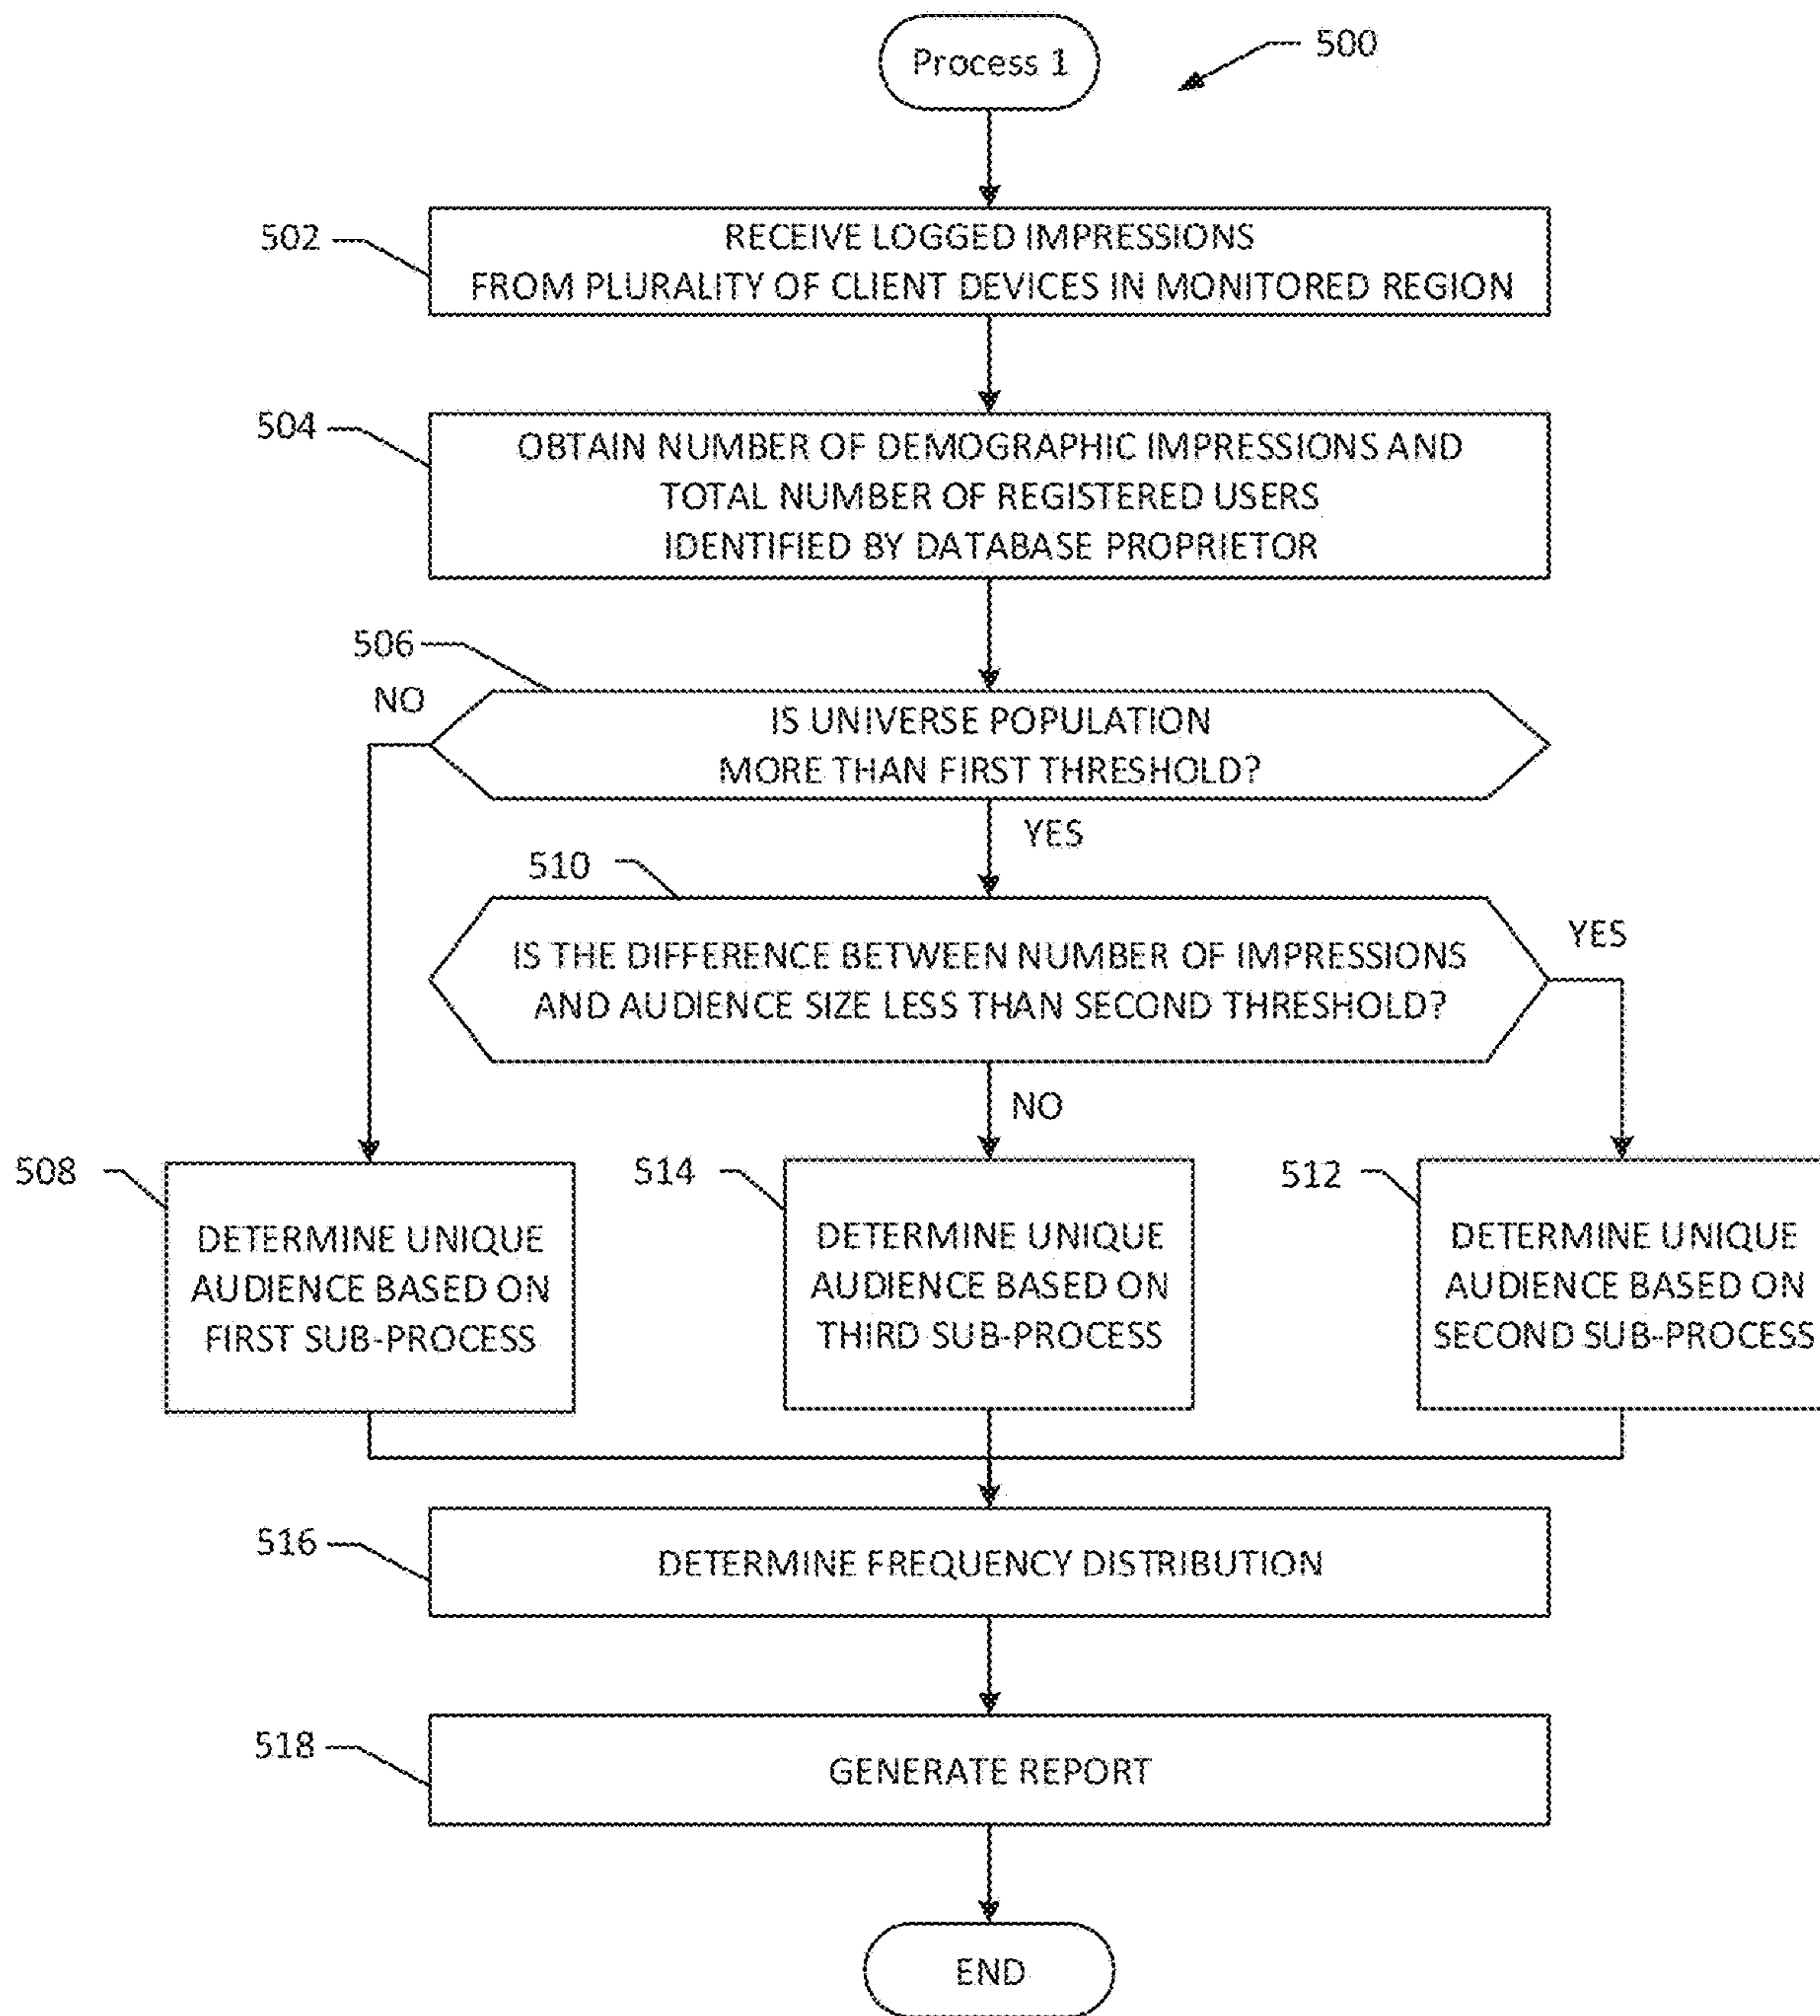 Process 1
500
502
RECEIVE LOGGED IMPRESSIONS
FROM PLURALITY OF CLIENT DEVICES IN MONITORED REGION
504
OBTAIN NUMBER OF DEMOGRAPHIC IMPRESSIONS AND
TOTAL NUMBER OF REGISTERED USERS
IDENTIFIED BY DATABASE PROPRIETOR
506
NO
IS UNIVERSE POPULATION
MORE THAN FIRST THRESHOLD?
YES
510
IS THE DIFFERENCE BETWEEN NUMBER OF IMPRESSIONS
AND AUDIENCE SIZE LESS THAN SECOND THRESHOLD?
YES
NO
508
DETERMINE UNIQUE
AUDIENCE BASED ON
FIRST SUB-PROCESS
514
DETERMINE UNIQUE
AUDIENCE BASED ON
THIRD SUB-PROCESS
512
DETERMINE UNIQUE
AUDIENCE BASED ON
SECOND SUB-PROCESS
516
DETERMINE FREQUENCY DISTRIBUTION
518
GENERATE REPORT
END